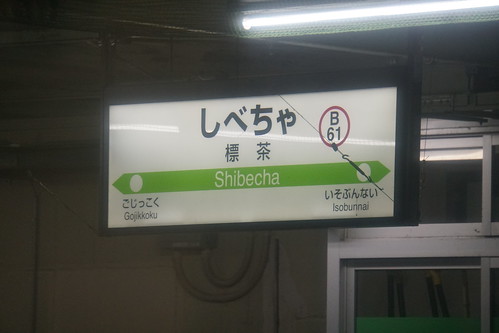 しべちゃ
B
61
標茶
Shibecha
ごじっこく
Gojikkoku
いそぶんない
Isobunnai